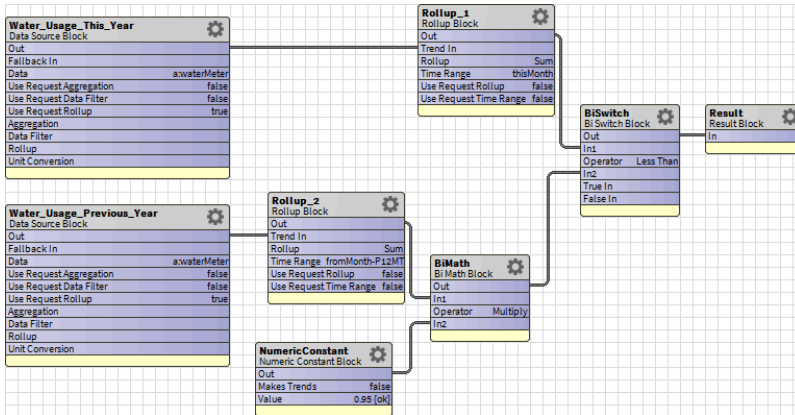 Water_Usage_This_Year
Data Source Block
Out
Fallback In
Data a:waterMeter
Use Request Aggregation false
Use Request Data Filter false
Use Request Rollup true
Aggregation
Data Filter
Rollup
Unit Conversion
Rollup_1
Rollup Block
Out
Trend In
Rollup Sum
Time Range thisMonth
Use Request Rollup false
Use Request Time Range false
BiSwitch
Bi Switch Block
Out
In1
Operator Less Than
In2
True In
False In
Result
Result Block
In
Water_Usage_Previous_Year
Data Source Block
Out
Fallback In
Data a:waterMeter
Use Request Aggregation false
Use Request Data Filter false
Use Request Rollup true
Aggregation
Data Filter
Rollup
Unit Conversion
Rollup_2
Rollup Block
Out
Trend In
Rollup Sum
Time Range fromMonth-P12MT
Use Request Rollup false
Use Request Time Range false
BiMath
Bi Math Block
Out
In1
Operator Multiply
In2
NumericConstant
Numeric Constant Block
Out
Makes Trends false
Value 0.95 {ok}